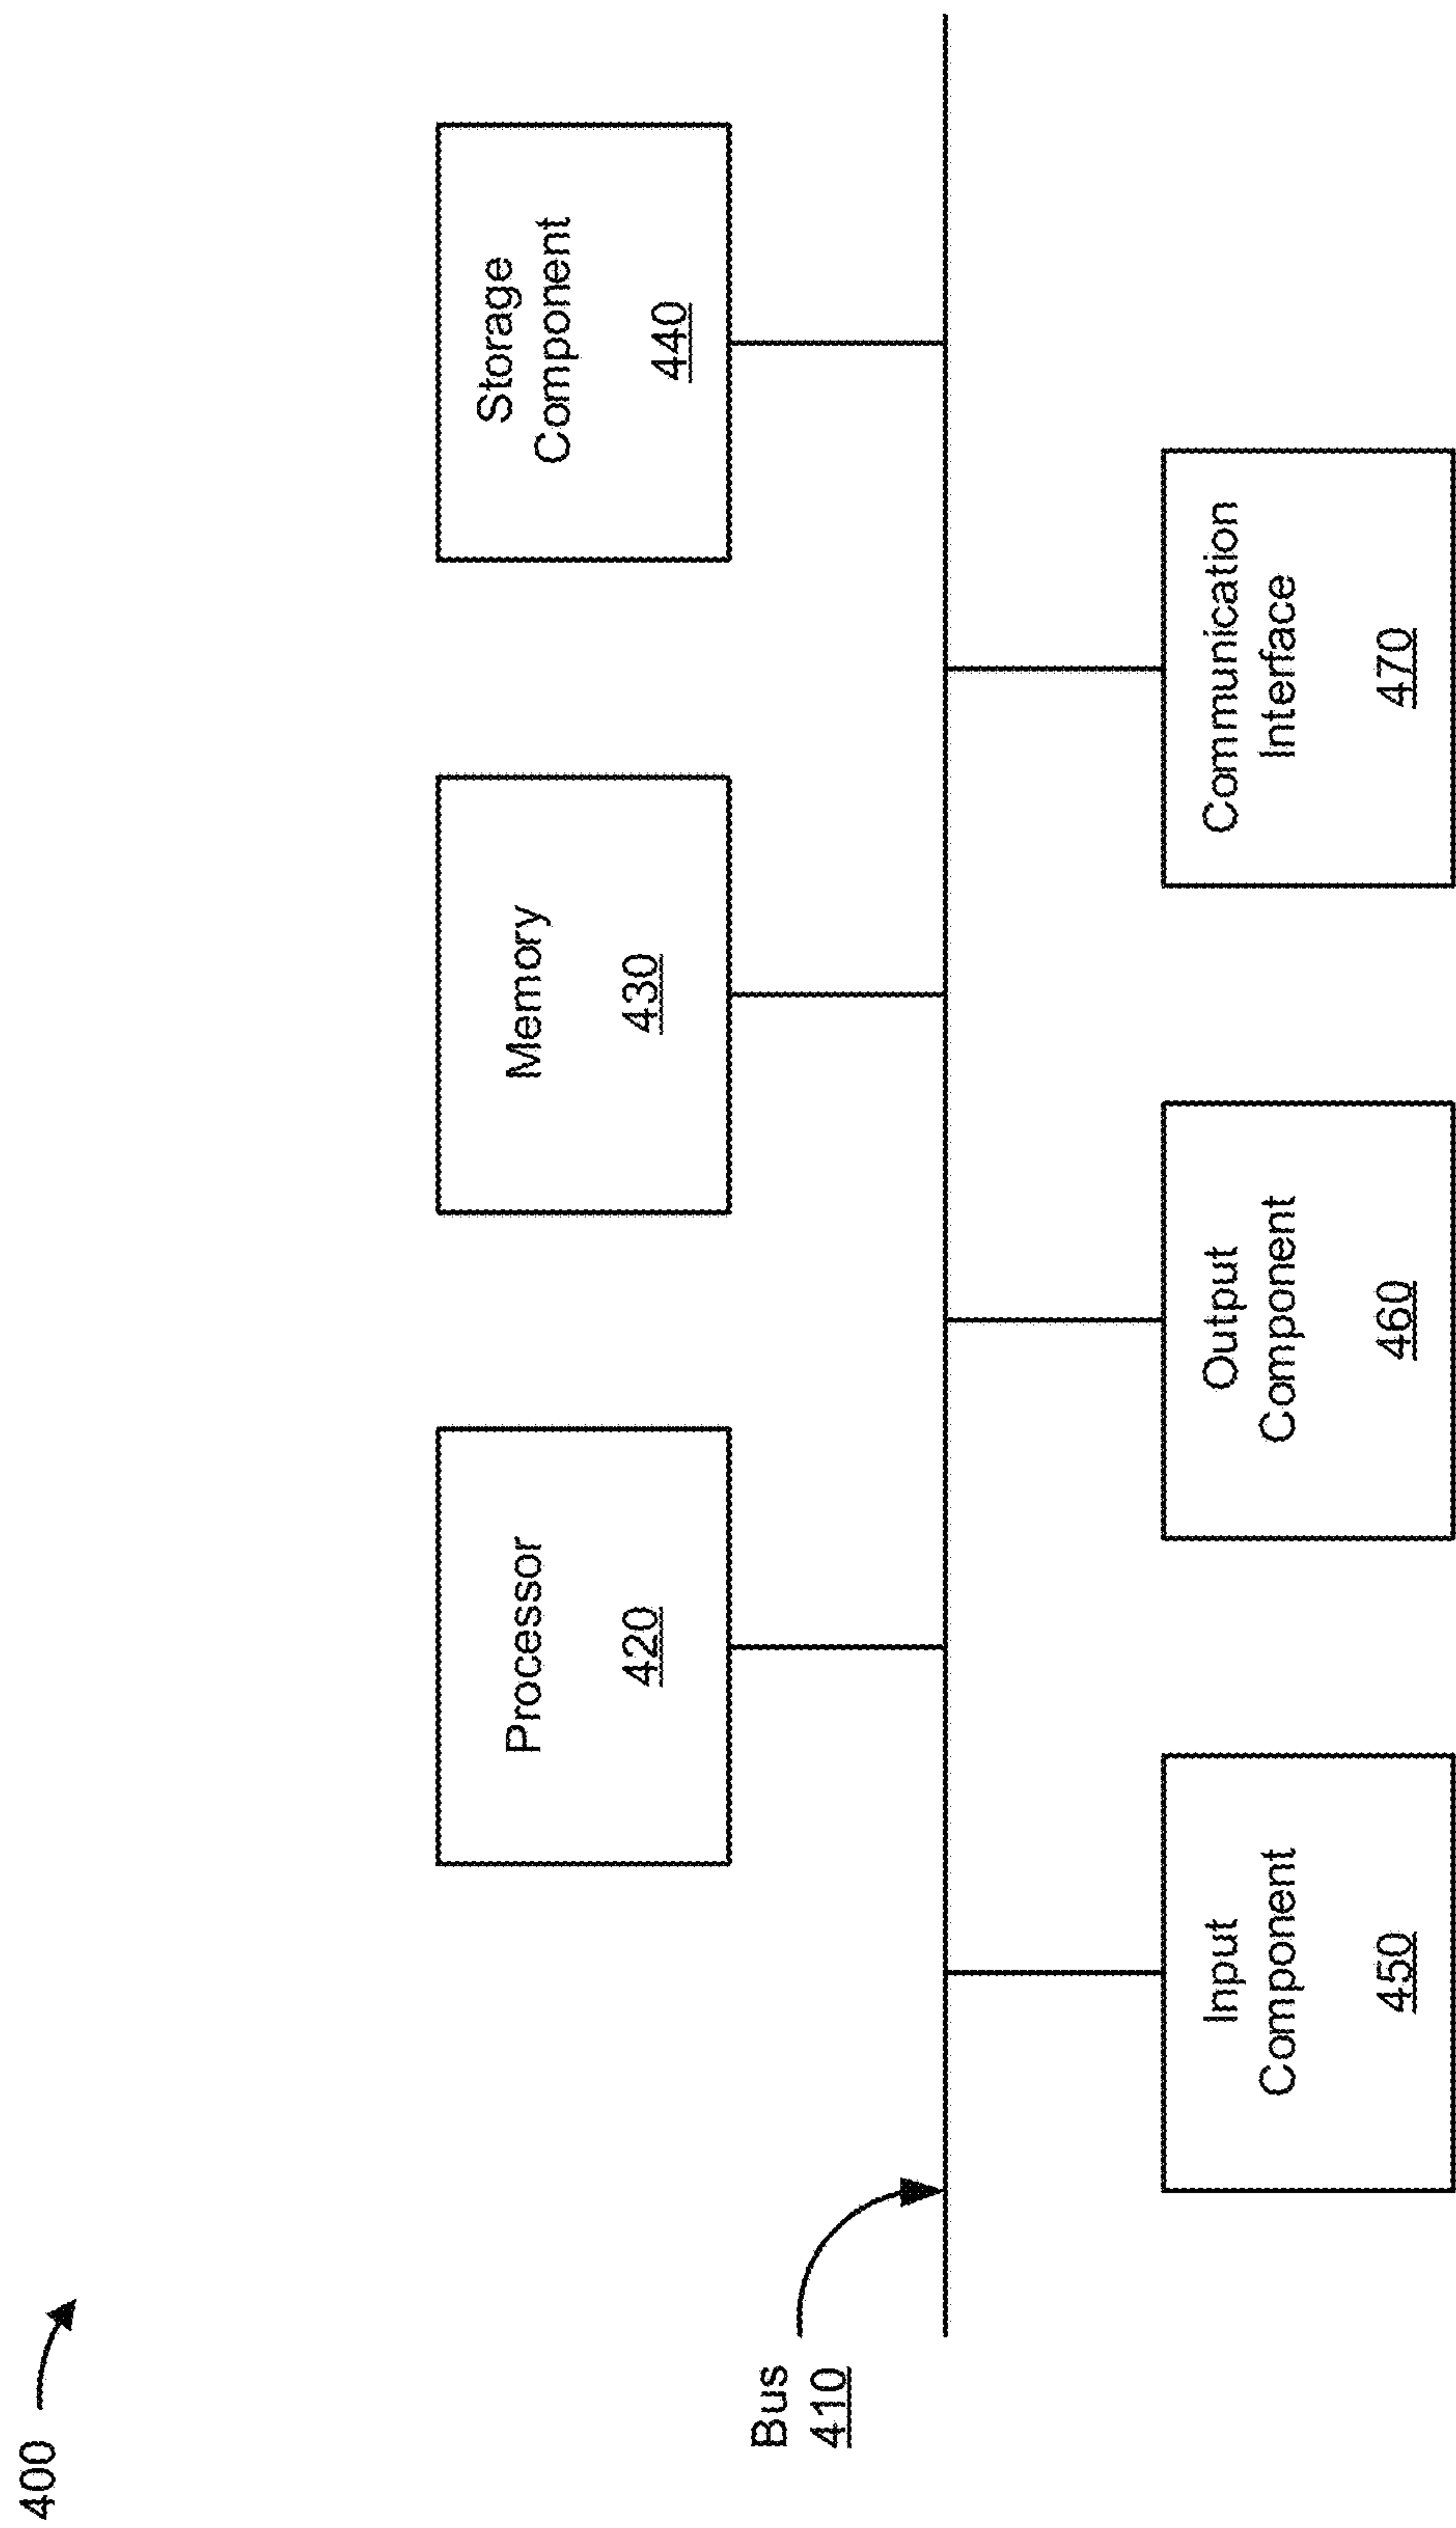 400
Processor
420
Memory
430
Storage
Component
440
Bus
410
Input
Component
450
Output
Component
460
Communication
Interface
470